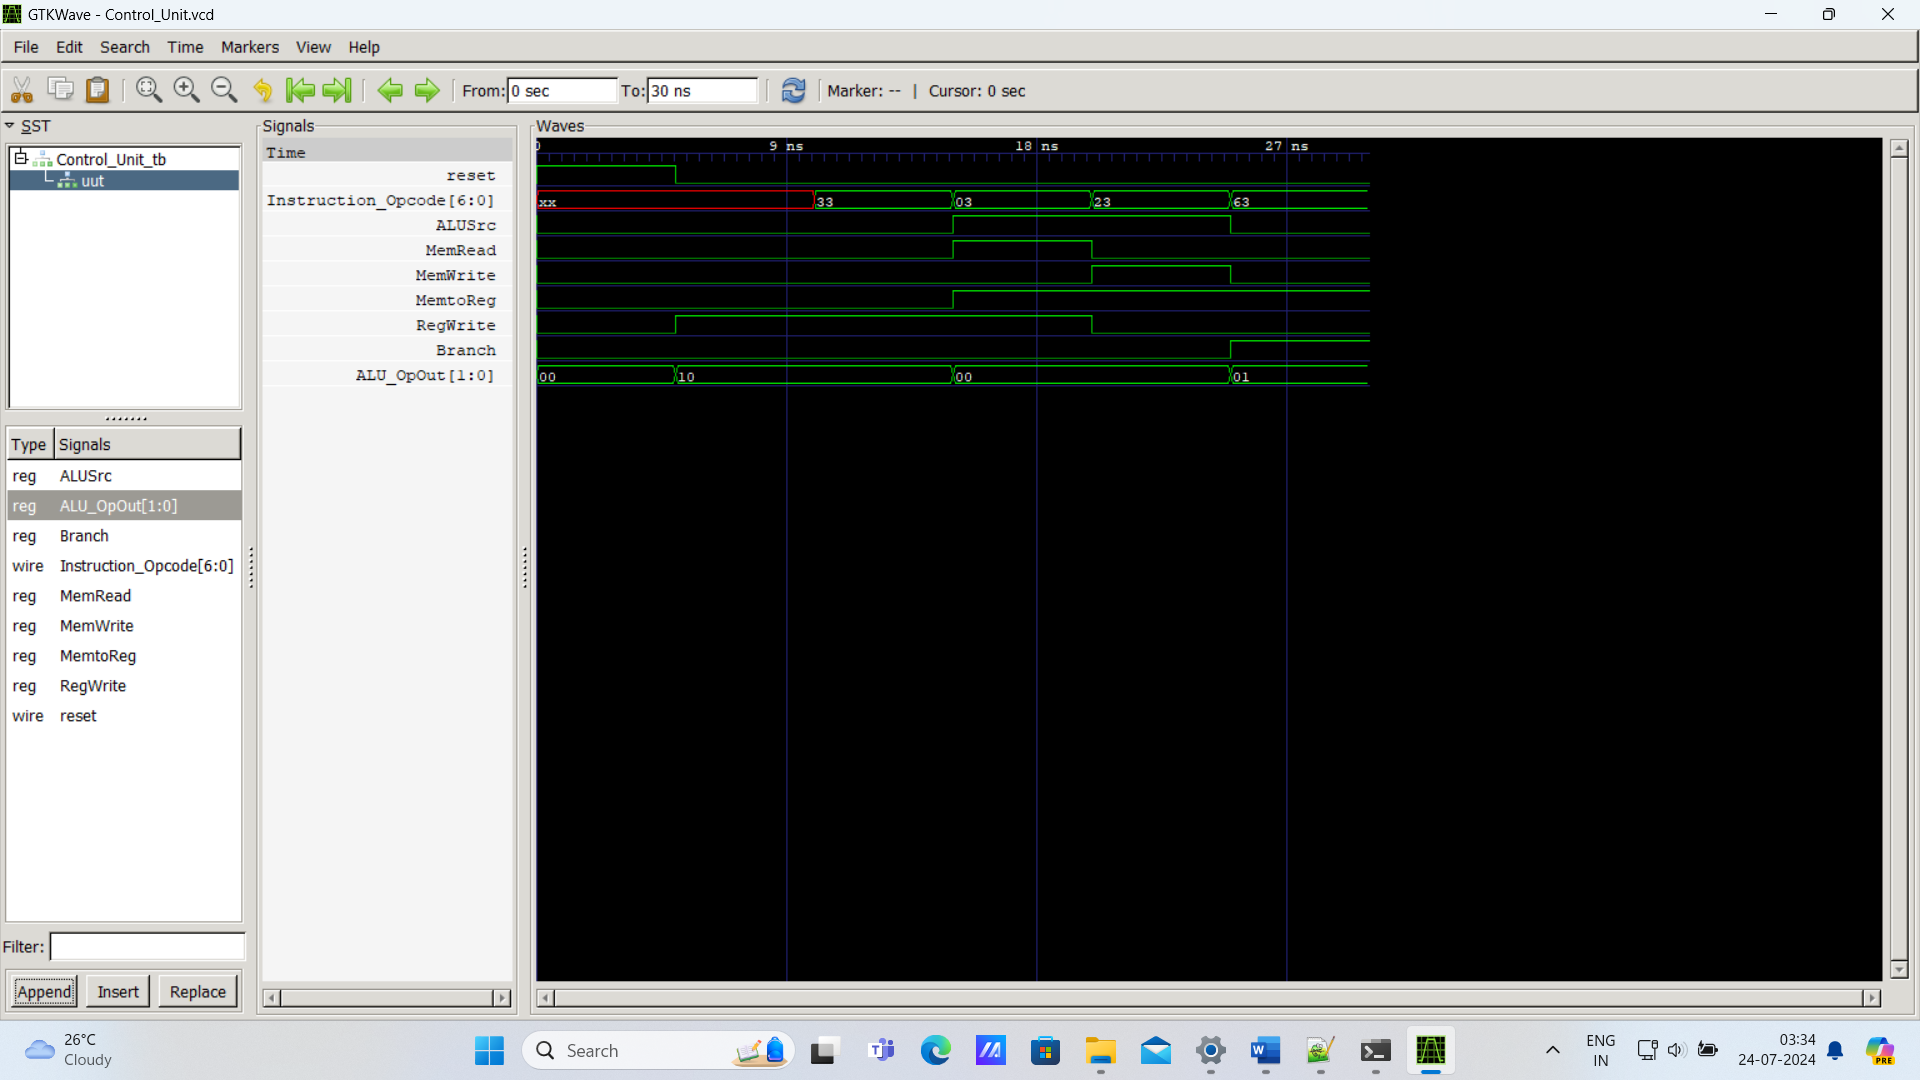 GTKWave - Control_Unit.vcd
File Edit Search Time Markers View Help
From: 0 sec To: 30 ns Marker: -- | Cursor: 0 sec
SST
Control_Unit_tb
uut
Type Signals
reg ALUSrc
reg ALU_OpOut[1:0]
reg Branch
wire Instruction_Opcode[6:0]
reg MemRead
reg MemWrite
reg MemtoReg
reg RegWrite
wire reset
Filter:
Append Insert Replace
Signals
Time
reset
Instruction_Opcode[6:0]
ALUSrc
MemRead
MemWrite
MemtoReg
RegWrite
Branch
ALU_OpOut[1:0]
Waves
0 9 ns 18 ns 27 ns
xx 33 03 23 63
00 10 00 01
26°C
Cloudy
Search
ENG
IN
03:34
24-07-2024
PRE